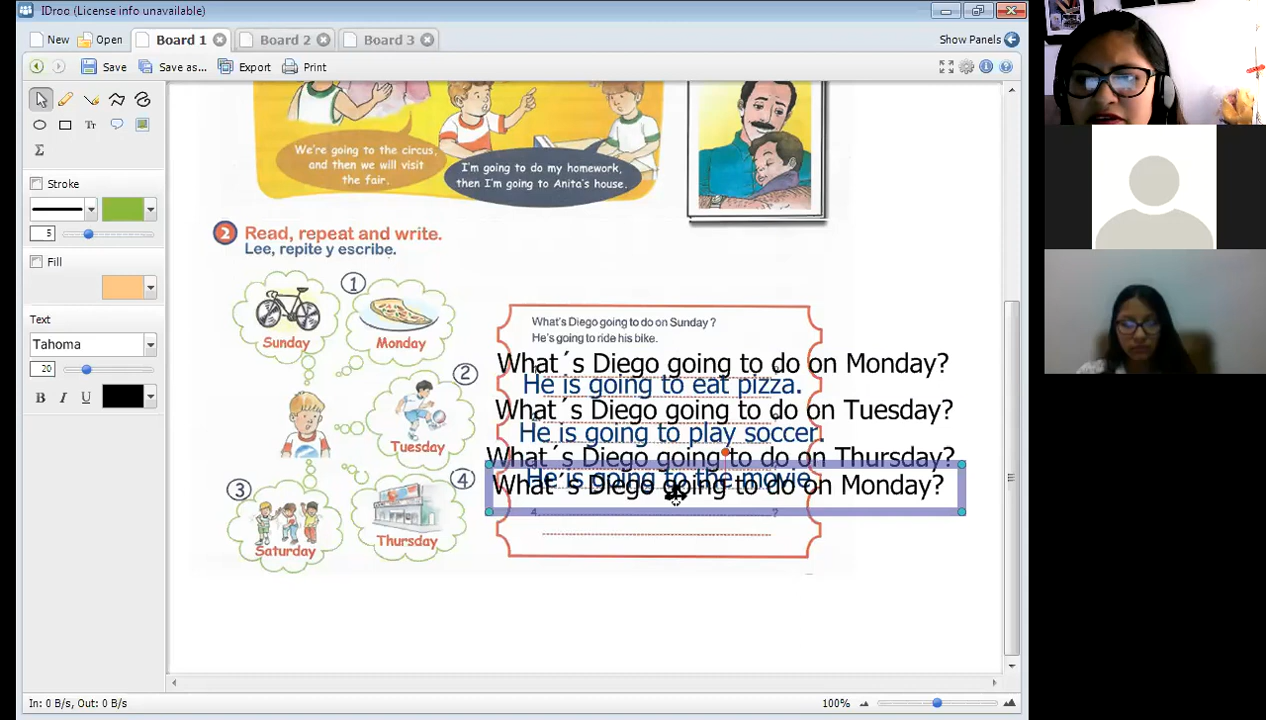 IDroo (License info unavailable)
New Open Board 1 Board 2 Board 3 Show Panels
Save Save as... Export Print
Tr
Σ
Stroke
5
Fill
Text
Tahoma
20
B I U
We're going to the circus,
and then we will visit
the fair.
I'm going to do my homework,
then I'm going to Anita's house.
2 Read, repeat and write.
Lee, repite y escribe.
1
Sunday
Monday
2
Tuesday
3
Saturday
4
Thursday
What's Diego going to do on Sunday ?
He's going to ride his bike.
What´s Diego going to do on Monday?
He is going to eat pizza.
What´s Diego going to do on Tuesday?
He is going to play soccer.
What´s Diego going to do on Thursday?
He is going to the movie
What´s Diego going to do on Monday?
4. ?
In: 0 B/s, Out: 0 B/s
100%